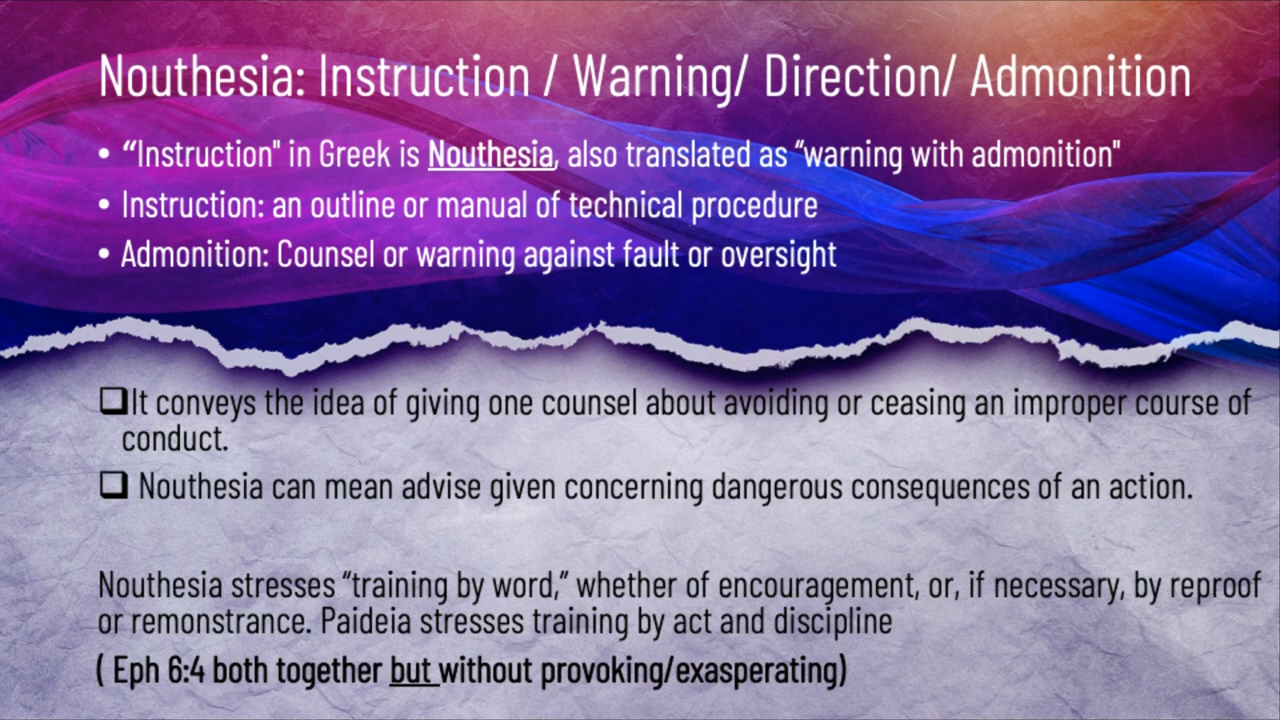 Nouthesia: Instruction / Warning/ Direction/ Admonition
• “Instruction" in Greek is Nouthesia, also translated as “warning with admonition"
• Instruction: an outline or manual of technical procedure
• Admonition: Counsel or warning against fault or oversight
❑It conveys the idea of giving one counsel about avoiding or ceasing an improper course of
conduct.
❑ Nouthesia can mean advise given concerning dangerous consequences of an action.
Nouthesia stresses “training by word,” whether of encouragement, or, if necessary, by reproof
or remonstrance. Paideia stresses training by act and discipline
( Eph 6:4 both together but without provoking/exasperating)